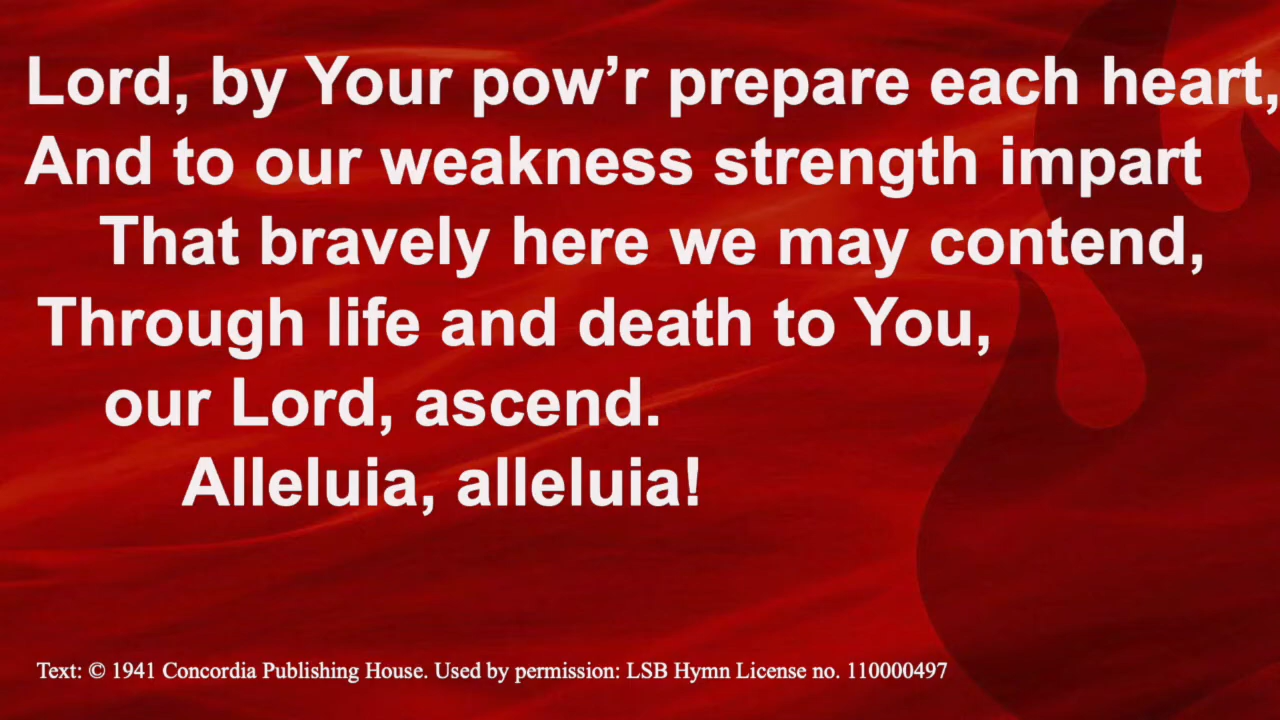 Lord, by Your pow’r prepare each heart,
And to our weakness strength impart
That bravely here we may contend,
Through life and death to You,
our Lord, ascend.
Alleluia, alleluia!
Text: © 1941 Concordia Publishing House. Used by permission: LSB Hymn License no. 110000497